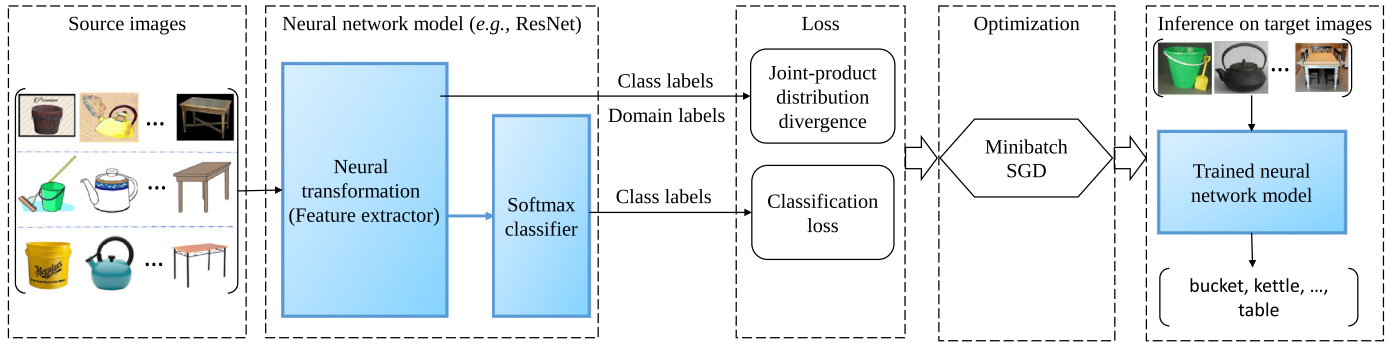 Source images
Premium
Meguiar's
Neural network model (e.g., ResNet)
Neural
transformation
(Feature extractor)
Softmax
classifier
Class labels
Domain labels
Class labels
Loss
Joint-product
distribution
divergence
Classification
loss
Optimization
Minibatch
SGD
Inference on target images
Trained neural
network model
bucket, kettle, ...,
table